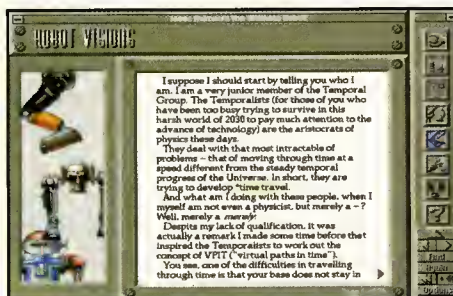 ROBOT VISIONS
I suppose I should start by telling you who I
am. I am a very junior member of the Temporal
Group. The Temporalists (for those of you who
have been too busy trying to survive in this
harsh world of 2030 to pay much attention to the
advance of technology) are the aristocrats of
physics these days.
They deal with that most intractable of
problems – that of moving through time at a
speed different from the steady temporal
progress of the Universe. In short, they are
trying to develop *time travel.
And what am I doing with these people, when I
myself am not even a physicist, but merely a – ?
Well, merely a merely!
Despite my lack of qualification, it was
actually a remark I made some time before that
inspired the Temporalists to work out the
concept of VPIT ("virtual paths in time").
You see, one of the difficulties in travelling
through time is that your base does not stay in
Find
Again
Options